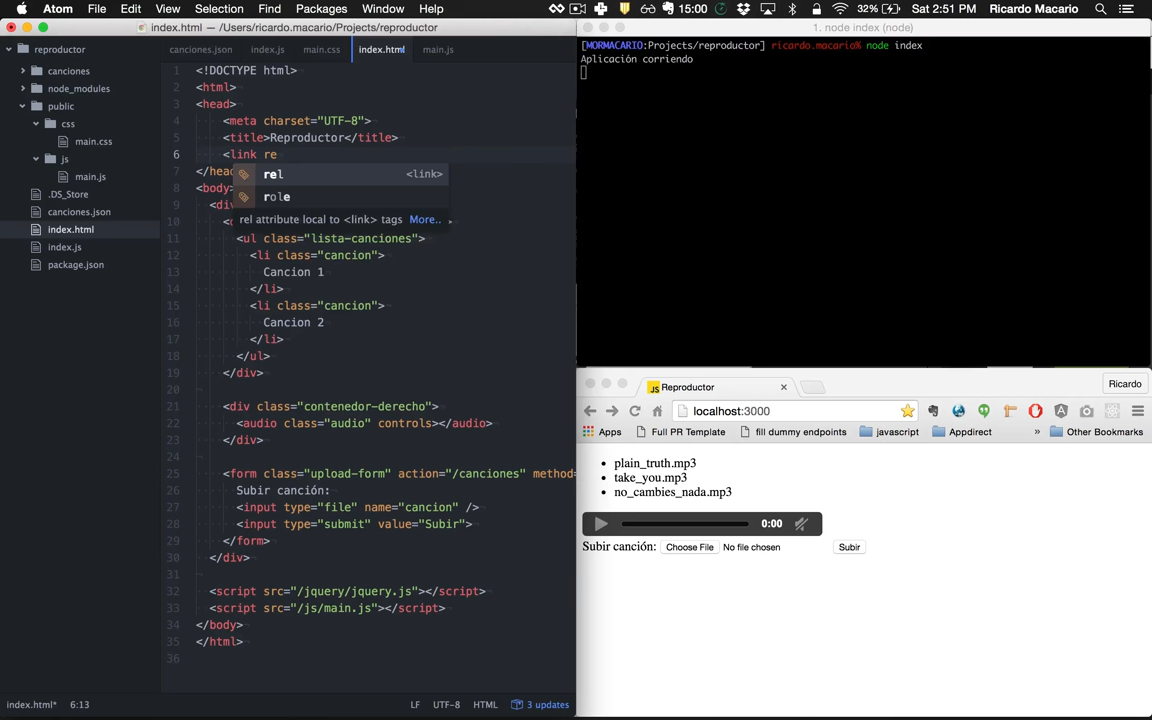 Atom File Edit View Selection Find Packages Window Help 15:00 32% Sat 2:51 PM Ricardo Macario
index.html — /Users/ricardo.macario/Projects/reproductor
reproductor
canciones
node_modules
public
css
main.css
js
main.js
.DS_Store
canciones.json
index.html
index.js
package.json
canciones.json index.js main.css index.html main.js
1 <!DOCTYPE html>
2 <html>
3 <head>
4 <meta charset="UTF-8">
5 <title>Reproductor</title>
6 <link re
7 </head
8 <body
9 <di
10 <
11 <ul class="lista-canciones">
12 <li class="cancion">
13 Cancion 1
14 </li>
15 <li class="cancion">
16 Cancion 2
17 </li>
18 </ul>
19 </div>
20
21 <div class="contenedor-derecho">
22 <audio class="audio" controls></audio>
23 </div>
24
25 <form class="upload-form" action="/canciones" method=
26 Subir canción:
27 <input type="file" name="cancion" />
28 <input type="submit" value="Subir">
29 </form>
30 </div>
31
32 <script src="/jquery/jquery.js"></script>
33 <script src="/js/main.js"></script>
34 </body>
35 </html>
36
rel <link>
role
rel attribute local to <link> tags More..
index.html* 6:13 LF UTF-8 HTML 3 updates
1. node index (node)
[MORMACARIO:Projects/reproductor] ricardo.macario% node index
Aplicación corriendo
JS Reproductor Ricardo
localhost:3000
Apps Full PR Template fill dummy endpoints javascript Appdirect » Other Bookmarks
plain_truth.mp3
take_you.mp3
no_cambies_nada.mp3
0:00
Subir canción: Choose File No file chosen Subir